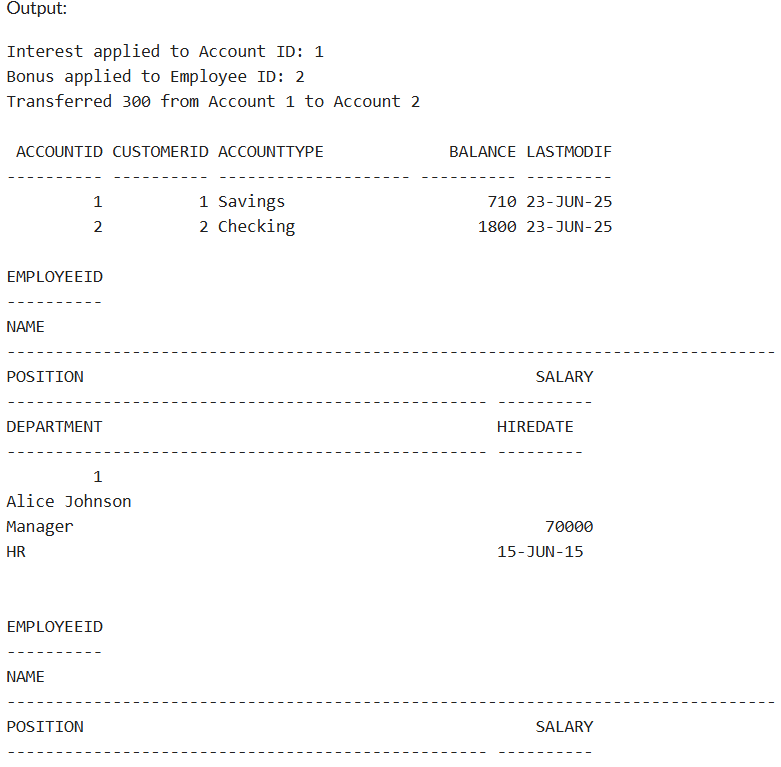 Output:
Interest applied to Account ID: 1
Bonus applied to Employee ID: 2
Transferred 300 from Account 1 to Account 2
 ACCOUNTID CUSTOMERID ACCOUNTTYPE             BALANCE LASTMODIF
---------- ---------- -------------------- ---------- ---------
         1          1 Savings                     710 23-JUN-25
         2          2 Checking                   1800 23-JUN-25
EMPLOYEEID
----------
NAME
--------------------------------------------------------------------------------
POSITION                                               SALARY
-------------------------------------------------- ----------
DEPARTMENT                                         HIREDATE
-------------------------------------------------- ---------
         1
Alice Johnson
Manager                                                 70000
HR                                                 15-JUN-15
EMPLOYEEID
----------
NAME
--------------------------------------------------------------------------------
POSITION                                               SALARY
-------------------------------------------------- ----------